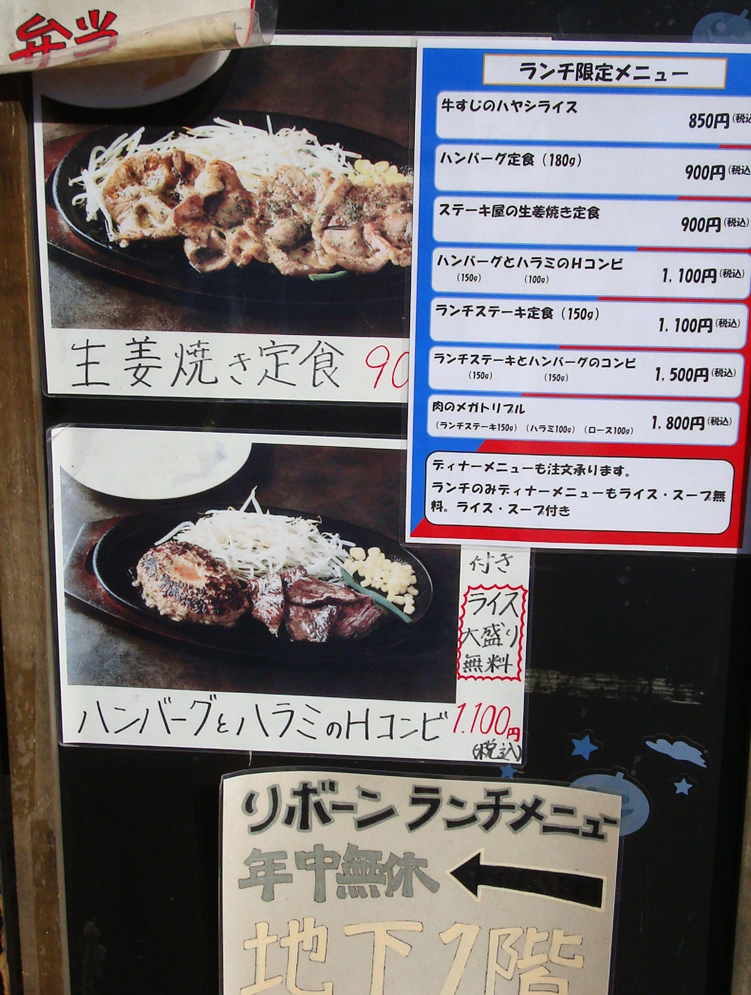 弁当
ランチ限定メニュー
牛すじのハヤシライス
850円(税込
ハンバーグ定食(180g)
900円(税込
ステーキ屋の生姜焼き定食
900円(税込)
ハンバーグとハラミのHコンビ
(150g) (100g)
1.100円(税込)
ランチステーキ定食(150g)
1.100円(税込)
ランチステーキとハンバーグのコンビ
(150g) (150g)
1.500円(税込)
肉のメガトリプル
(ランチステーキ150g) (ハラミ100g) (ロース100g)
1.800円(税込)
ディナーメニューも注文承ります。
ランチのみディナーメニューもライス・スープ無
料。ライス・スープ付き
生姜焼き定食 90
付き
ライス
大盛り
無料
ハンバーグとハラミのHコンビ 1.100円
(税込)
リボーン ランチメニュー
年中無休
地下1階